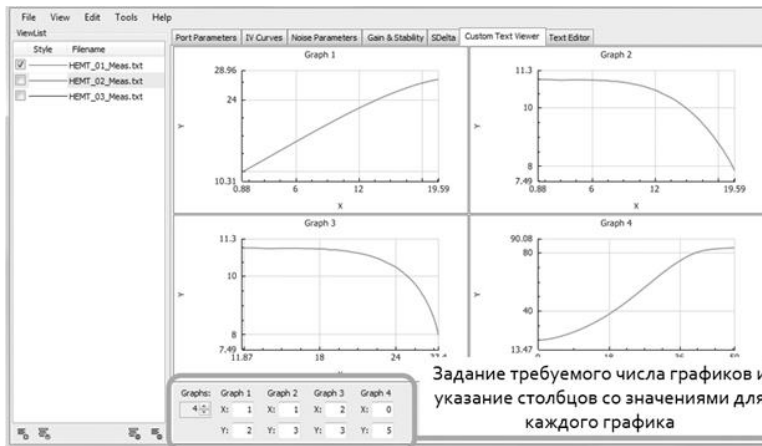 File View Edit Tools Help
ViewList
Style Filename
HEMT_01_Meas.txt
HEMT_02_Meas.txt
HEMT_03_Meas.txt
Port Parameters IV Curves Noise Parameters Gain & Stability SDelta Custom Text Viewer Text Editor
Graph 1
28.96
24
Y
10.31
0.88 6 12 19.59
X
Graph 2
11.3
10
Y
8
7.49
0.88 6 12 19.59
X
Graph 3
11.3
10
Y
8
7.49
11.87 18 24
Graph 4
90.08
80
Y
40
13.47
18
Graphs: Graph 1 Graph 2 Graph 3 Graph 4
4 X: 1 X: 1 X: 2 X: 0
Y: 2 Y: 3 Y: 3 Y: 5
Задание требуемого числа графиков и
указание столбцов со значениями для
каждого графика